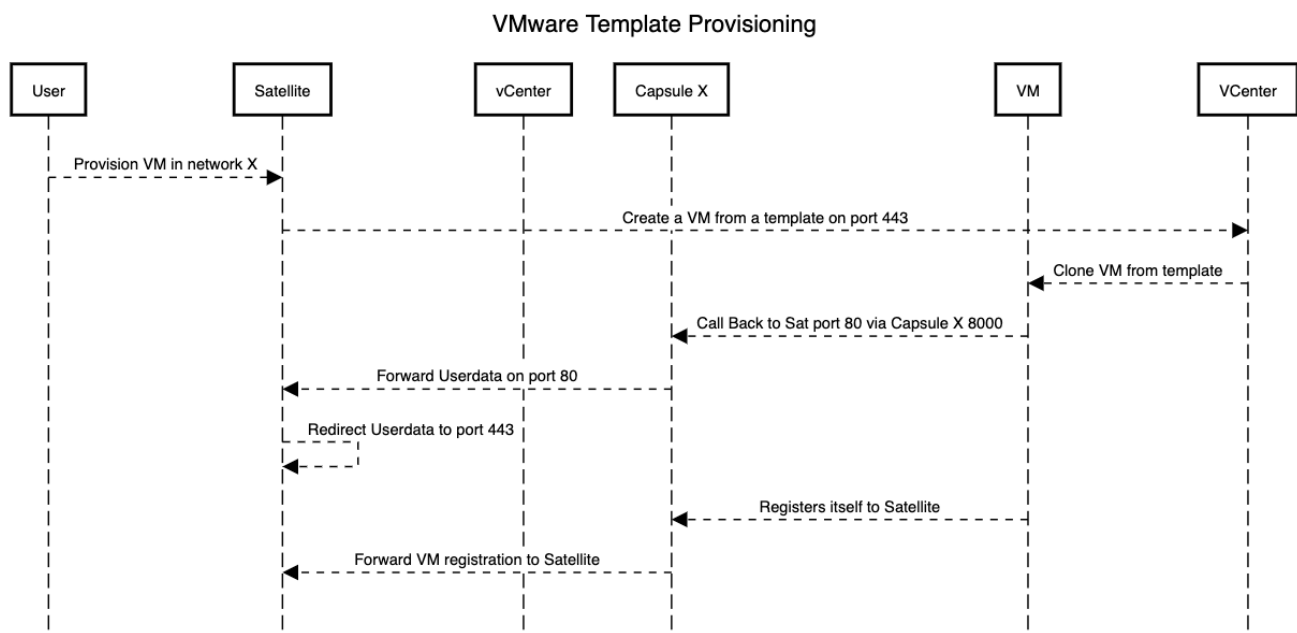 VMware Template Provisioning
User
Satellite
vCenter
Capsule X
VM
VCenter
Provision VM in network X
Create a VM from a template on port 443
Clone VM from template
Call Back to Sat port 80 via Capsule X 8000
Forward Userdata on port 80
Redirect Userdata to port 443
Registers itself to Satellite
Forward VM registration to Satellite